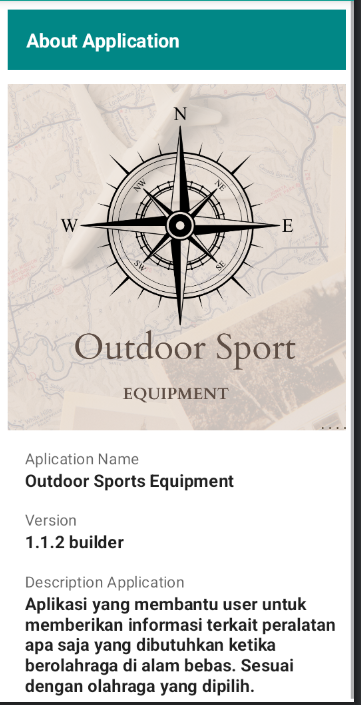 About Application
N
NW
NE
W
E
SW
SE
Outdoor Sport
EQUIPMENT
Aplication Name
Outdoor Sports Equipment
Version
1.1.2 builder
Description Application
Aplikasi yang membantu user untuk
memberikan informasi terkait peralatan
apa saja yang dibutuhkan ketika
berolahraga di alam bebas. Sesuai
dengan olahraga yang dipilih.